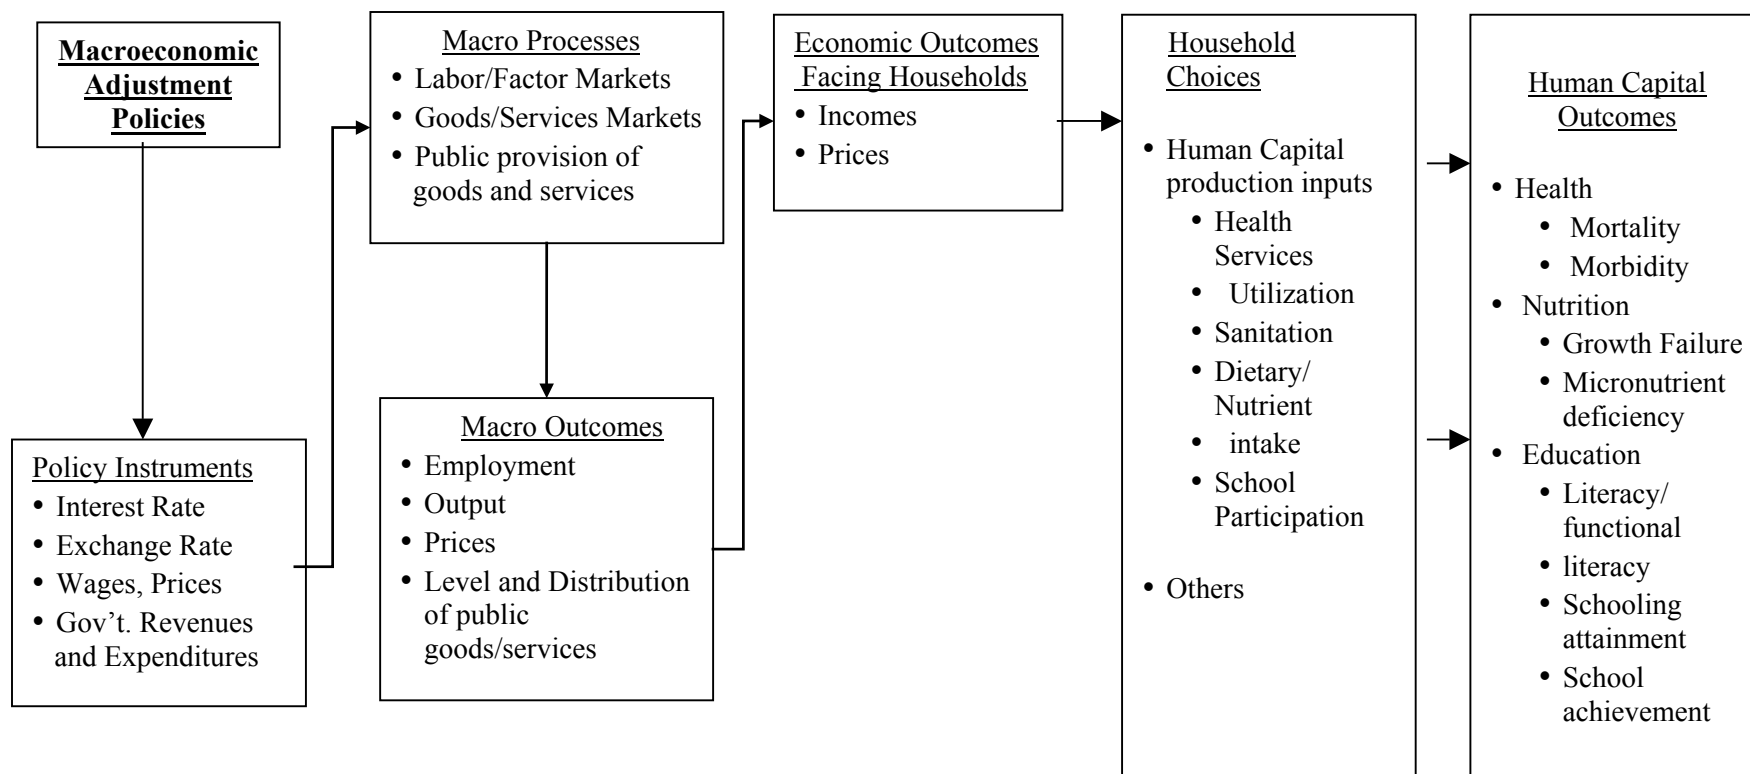 Macroeconomic
Adjustment
Policies
Policy Instruments
• Interest Rate
• Exchange Rate
• Wages, Prices
• Gov’t. Revenues
and Expenditures
Macro Processes
• Labor/Factor Markets
• Goods/Services Markets
• Public provision of
goods and services
Macro Outcomes
• Employment
• Output
• Prices
• Level and Distribution
of public
goods/services
Economic Outcomes
Facing Households
• Incomes
• Prices
Household
Choices
• Human Capital
production inputs
• Health
Services
• Utilization
• Sanitation
• Dietary/
Nutrient
• intake
• School
Participation
• Others
Human Capital
Outcomes
• Health
• Mortality
• Morbidity
• Nutrition
• Growth Failure
• Micronutrient
deficiency
• Education
• Literacy/
functional
• literacy
• Schooling
attainment
• School
achievement